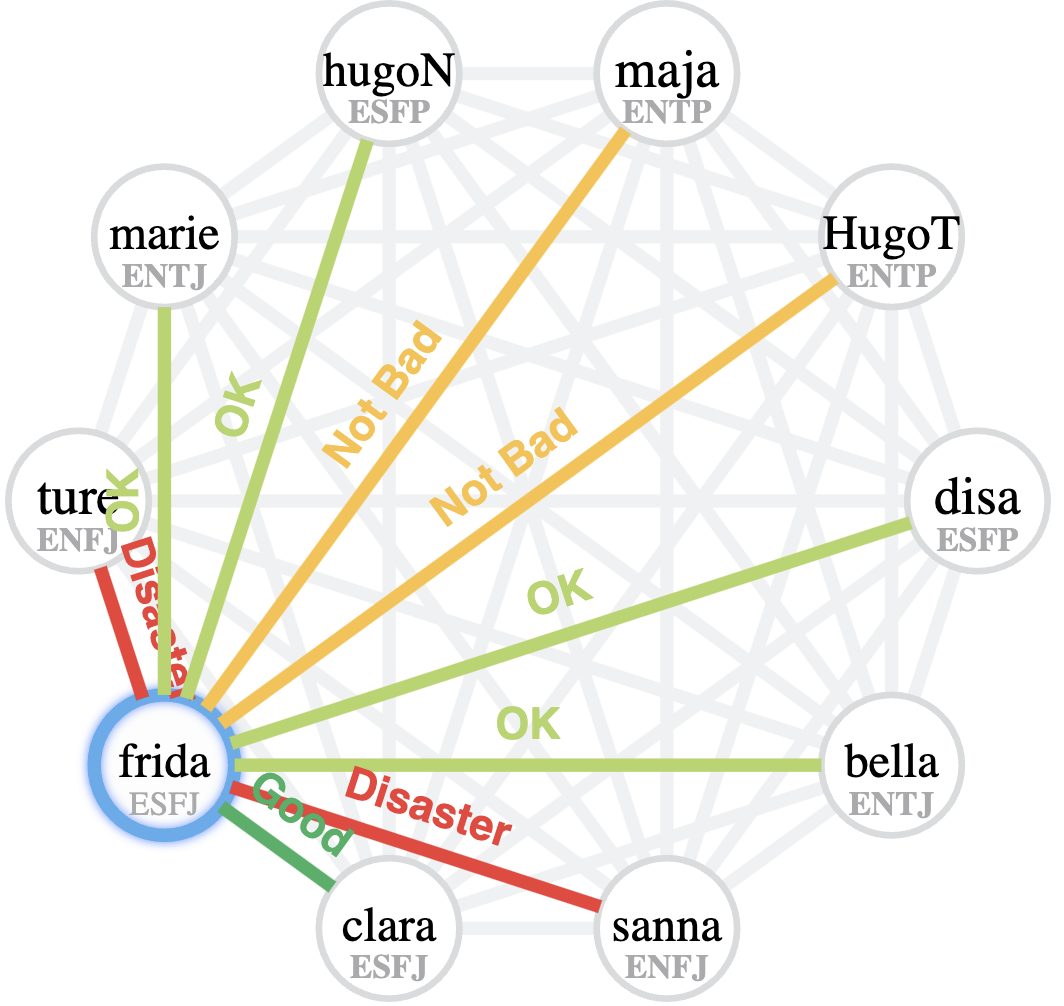 hugoN
ESFP
maja
ENTP
marie
ENTJ
HugoT
ENTP
Not Bad
OK
Not Bad
ture
ENFJ
OK
disa
ESFP
Disaster
OK
OK
frida
ESFJ
bella
ENTJ
Good
Disaster
clara
ESFJ
sanna
ENFJ